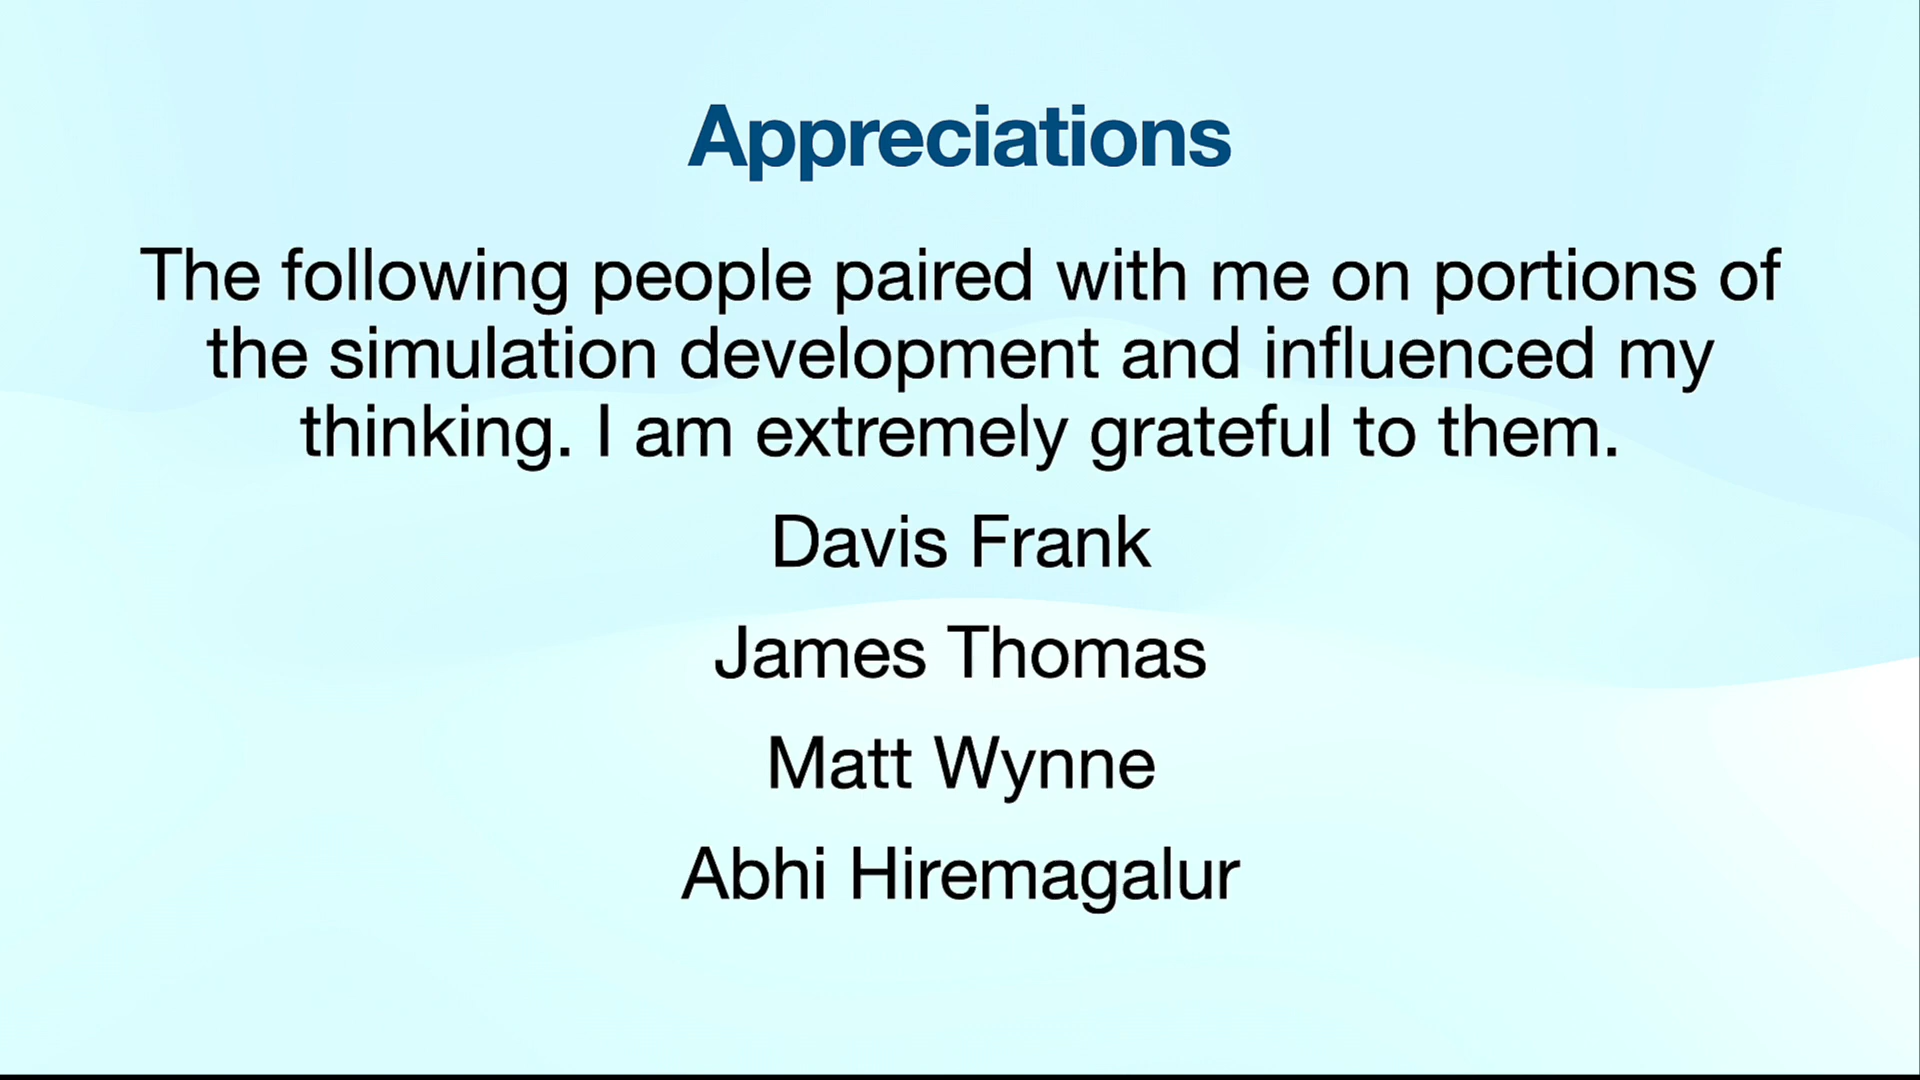 Appreciations
The following people paired with me on portions of
the simulation development and influenced my
thinking. I am extremely grateful to them.
Davis Frank
James Thomas
Matt Wynne
Abhi Hiremagalur